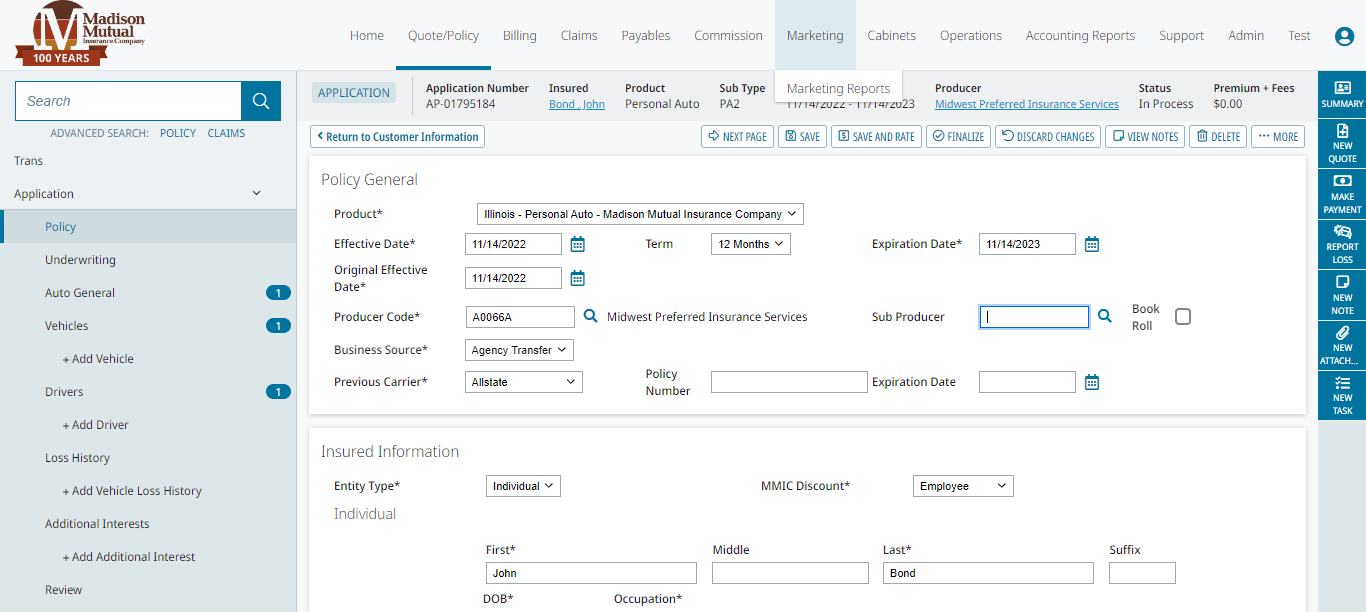 Madison
Mutual
Insurance Company
100 YEARS
Home Quote/Policy Billing Claims Payables Commission Marketing Cabinets Operations Accounting Reports Support Admin Test
Marketing Reports
Search
ADVANCED SEARCH: POLICY CLAIMS
Trans
Application
Policy
Underwriting
Auto General 1
Vehicles 1
+ Add Vehicle
Drivers 1
+ Add Driver
Loss History
+ Add Vehicle Loss History
Additional Interests
+ Add Additional Interest
Review
APPLICATION
Application Number Insured Product Sub Type Producer Status Premium + Fees
AP-01795184 Bond , John Personal Auto PA2 11/14/2022 - 11/14/2023 Midwest Preferred Insurance Services In Process $0.00
Return to Customer Information NEXT PAGE SAVE SAVE AND RATE FINALIZE DISCARD CHANGES VIEW NOTES DELETE MORE
Policy General
Product* Illinois - Personal Auto - Madison Mutual Insurance Company
Effective Date* 11/14/2022 Term 12 Months Expiration Date* 11/14/2023
Original Effective
Date* 11/14/2022
Producer Code* A0066A Midwest Preferred Insurance Services Sub Producer Book
Roll
Business Source* Agency Transfer
Previous Carrier* Allstate Policy
Number Expiration Date
Insured Information
Entity Type* Individual MMIC Discount* Employee
Individual
First* Middle Last* Suffix
John Bond
DOB* Occupation*
SUMMARY
NEW
QUOTE
MAKE
PAYMENT
REPORT
LOSS
NEW
NOTE
NEW
ATTACH...
NEW
TASK